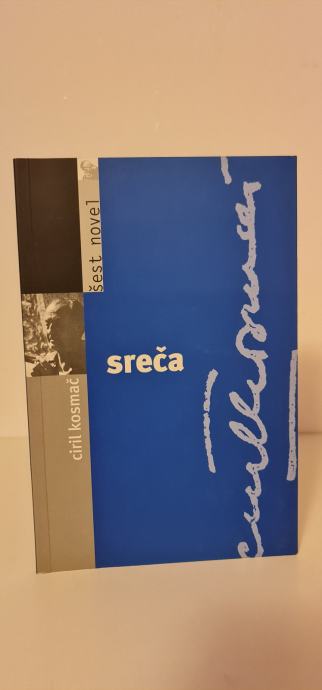 šest novel
sreča
ciril kosmač